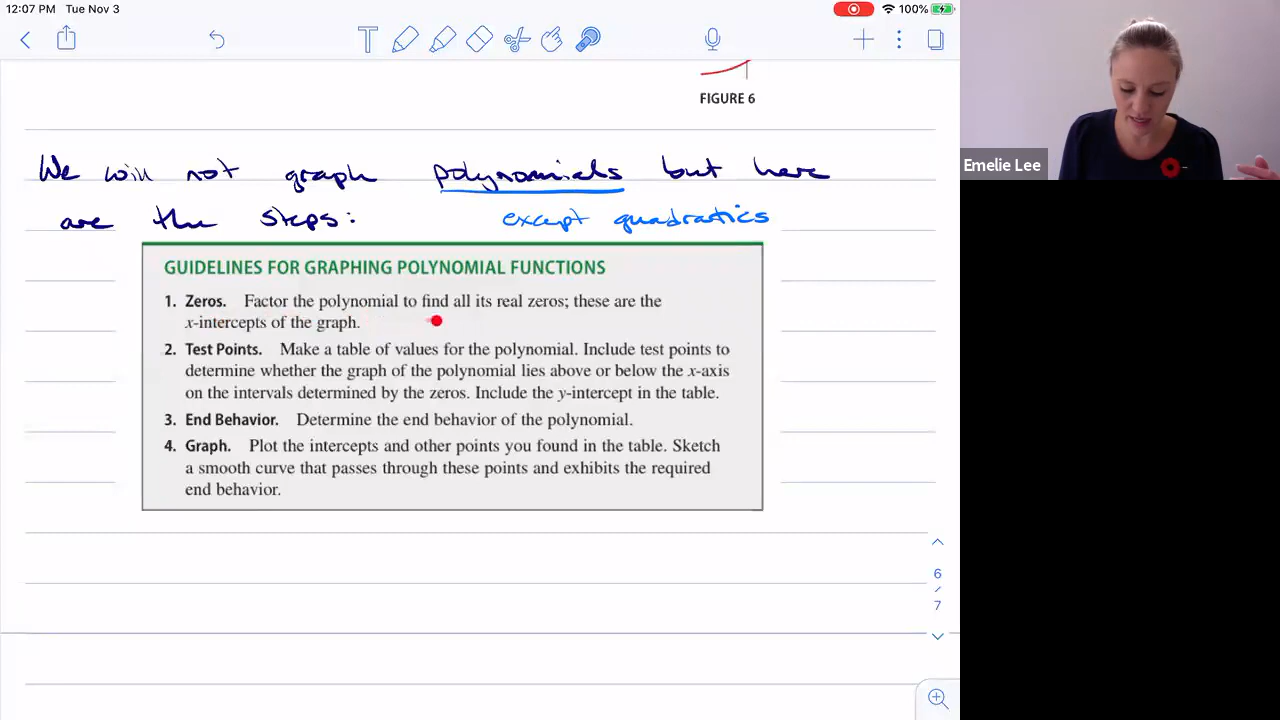 12:07 PM Tue Nov 3
100%
T
FIGURE 6
We will not graph polynomials but here
are the steps: except quadratics
GUIDELINES FOR GRAPHING POLYNOMIAL FUNCTIONS
1. Zeros. Factor the polynomial to find all its real zeros; these are the
x-intercepts of the graph.
2. Test Points. Make a table of values for the polynomial. Include test points to
determine whether the graph of the polynomial lies above or below the x-axis
on the intervals determined by the zeros. Include the y-intercept in the table.
3. End Behavior. Determine the end behavior of the polynomial.
4. Graph. Plot the intercepts and other points you found in the table. Sketch
a smooth curve that passes through these points and exhibits the required
end behavior.
6
/
7
Emelie Lee